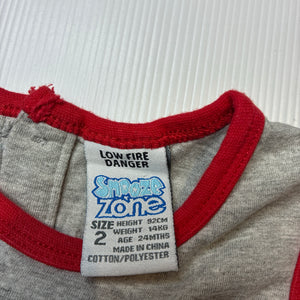 LOW FIRE
DANGER
SNOOZE
zone
SIZE HEIGHT 92CM
2 WEIGHT 14KG
AGE 24MTHS
MADE IN CHINA
COTTON/POLYESTER